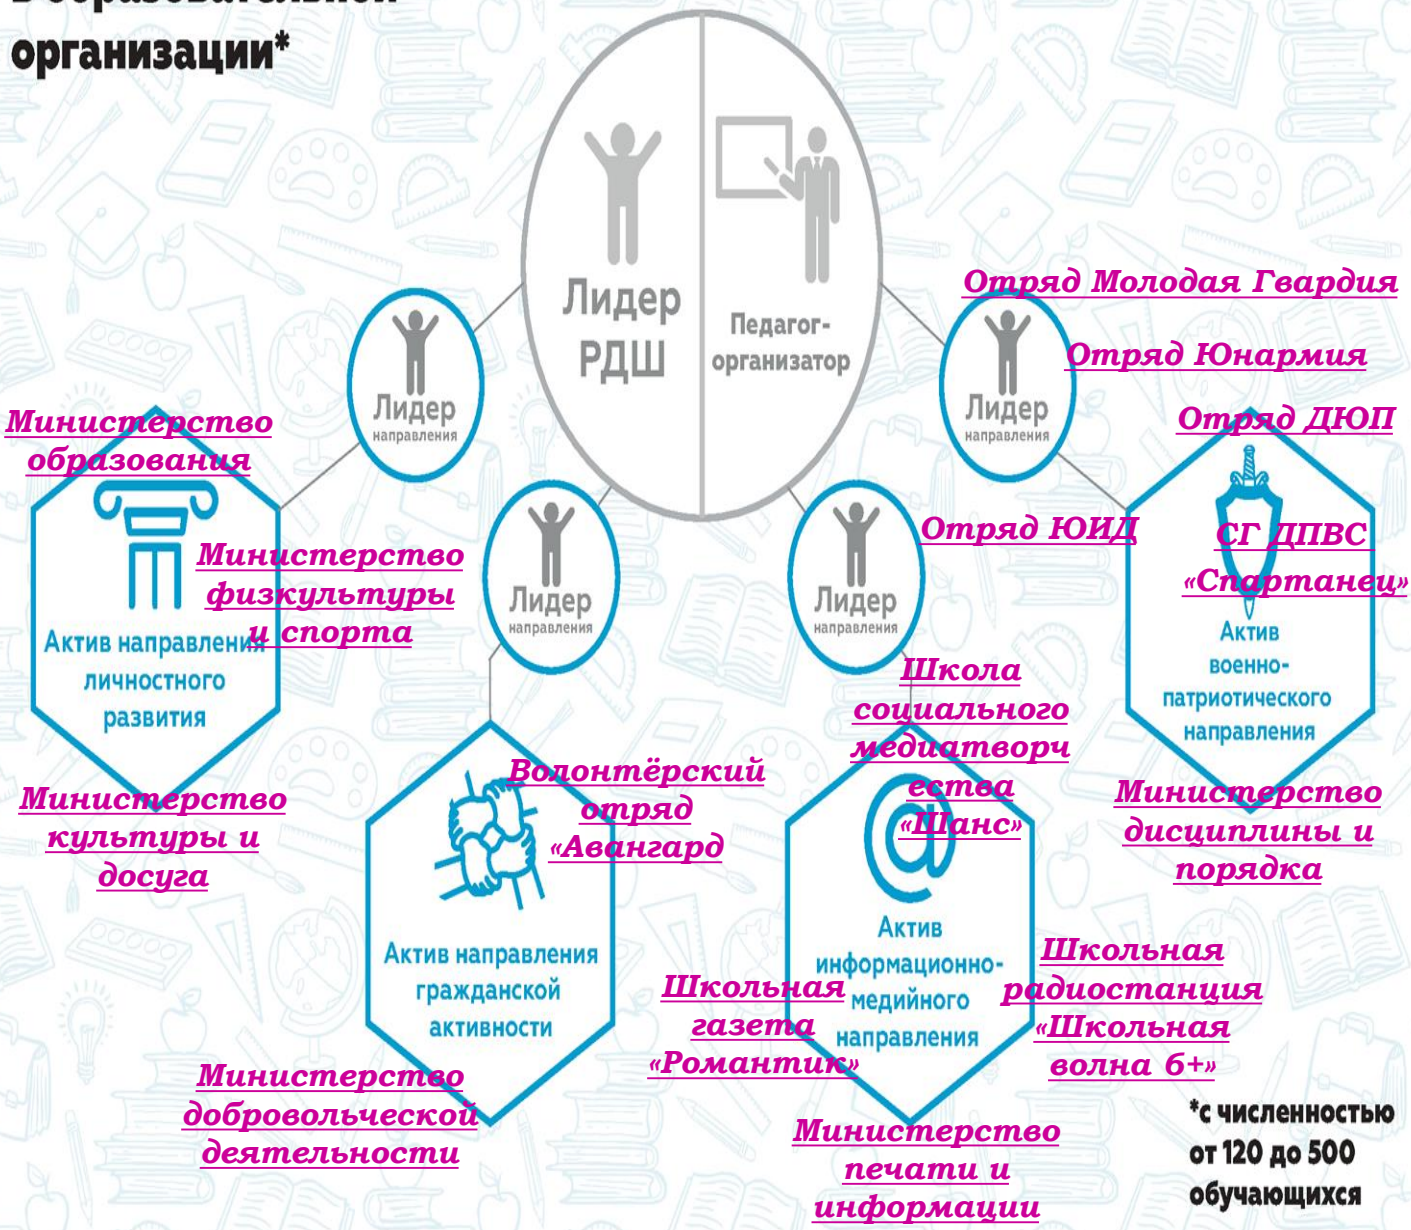 в образовательной
организации*
Лидер
РДШ
Педагог-
организатор
Лидер
направления
Лидер
направления
Лидер
направления
Лидер
направления
Отряд Молодая Гвардия
Отряд Юнармия
Отряд ДЮП
Отряд ЮИД
СГ ДПВС
«Спартанец»
Актив
военно-
патриотического
направления
Министерство
дисциплины и
порядка
Министерство
образования
Министерство
физкультуры
и спорта
Актив направления
личностного
развития
Министерство
культуры и
досуга
Волонтёрский
отряд
«Авангард
Актив направления
гражданской
активности
Министерство
добровольческой
деятельности
Школа
социального
медиатворч
ества
«Шанс»
Актив
информационно-
медийного
направления
Школьная
газета
«Романтик»
Школьная
радиостанция
«Школьная
волна 6+»
Министерство
печати и
информации
*с численностью
от 120 до 500
обучающихся